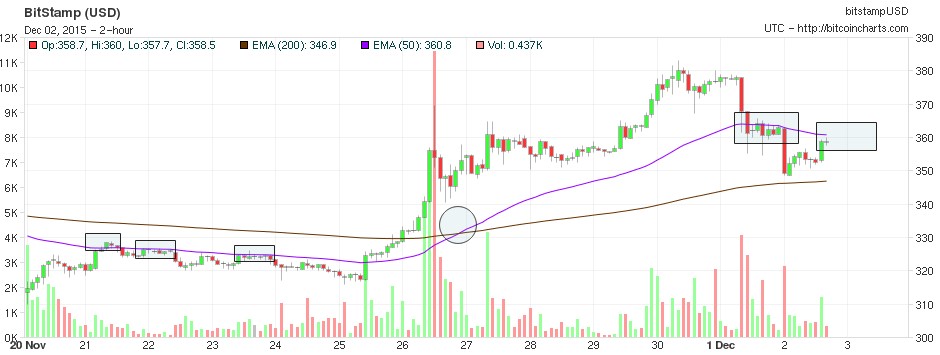 BitStamp (USD)
bitstampUSD
Dec 02, 2015 - 2-hour
UTC - http://bitcoincharts.com
Op:358.7, Hi:360, Lo:357.7, Cl:358.5 EMA (200): 346.9 EMA (50): 360.8 Vol: 0.437K
12K 390
11K
10K 380
9K 370
8K 360
7K
6K 350
5K 340
4K 330
3K
2K 320
1K 310
0K 300
20 Nov 21 22 23 24 25 26 27 28 29 30 1 Dec 2 3